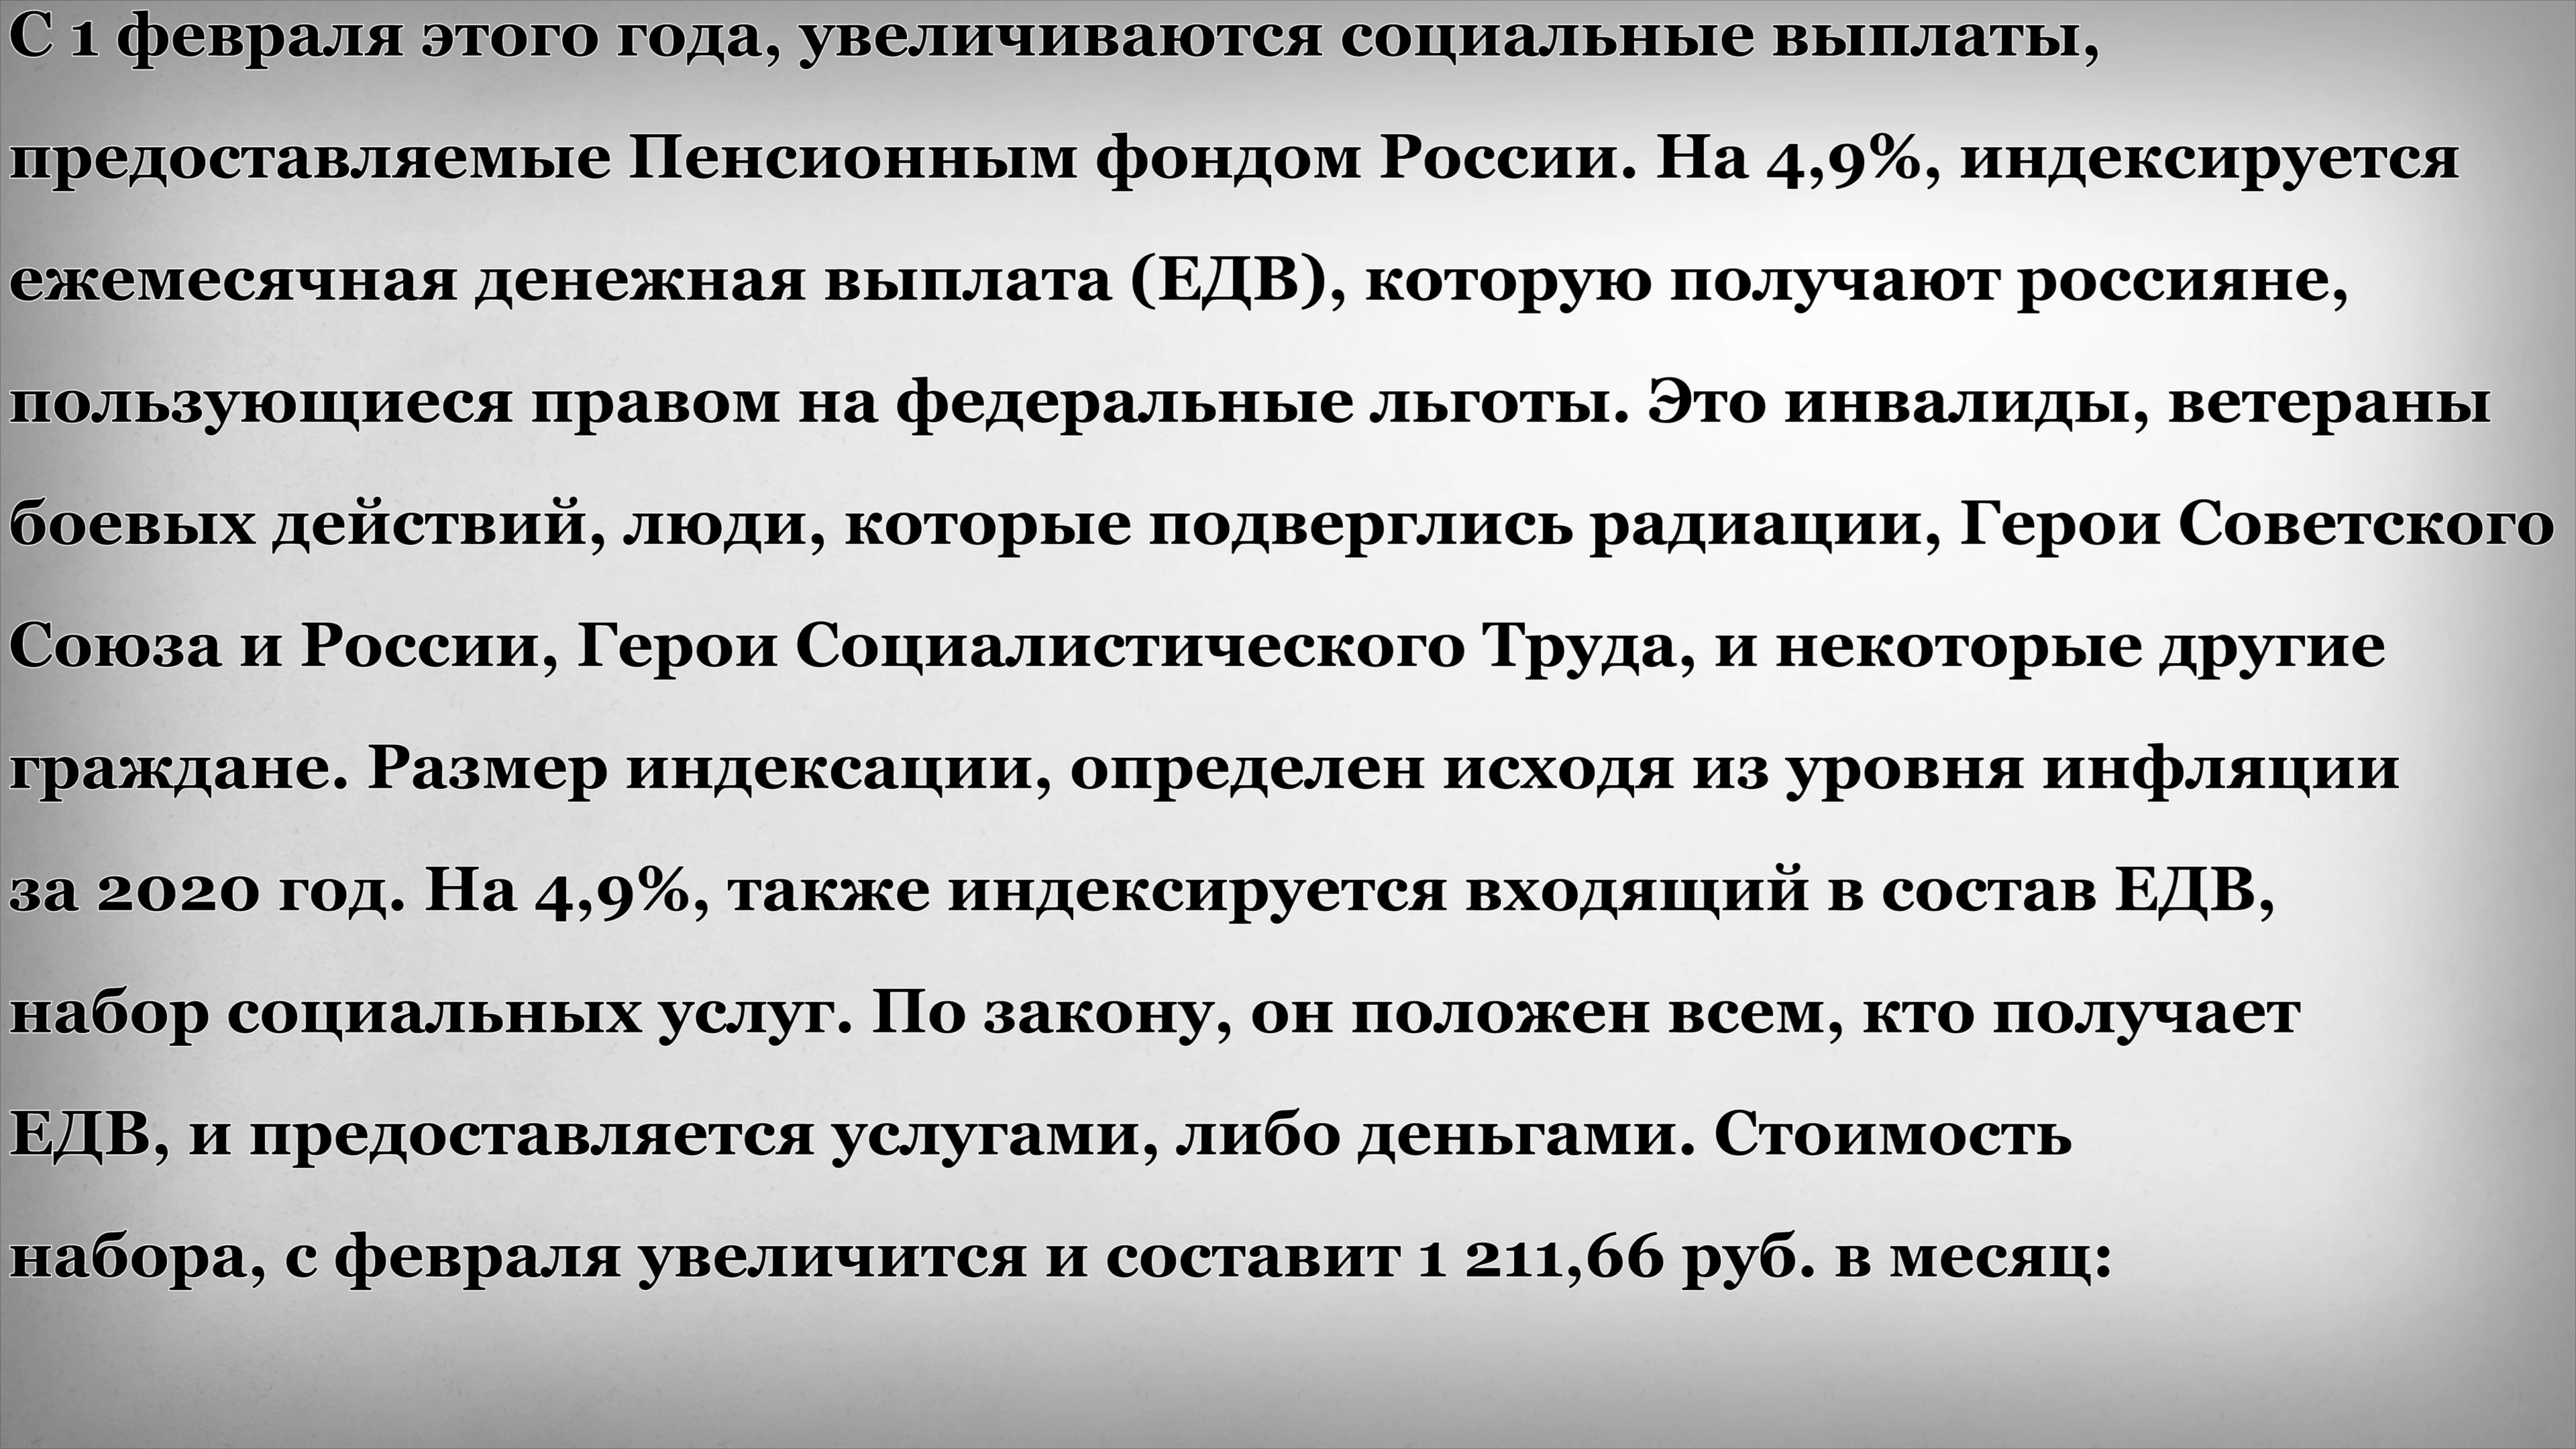 С 1 февраля этого года, увеличиваются социальные выплаты,
предоставляемые Пенсионным фондом России. На 4,9%, индексируется
ежемесячная денежная выплата (ЕДВ), которую получают россияне,
пользующиеся правом на федеральные льготы. Это инвалиды, ветераны
боевых действий, люди, которые подверглись радиации, Герои Советского
Союза и России, Герои Социалистического Труда, и некоторые другие
граждане. Размер индексации, определен исходя из уровня инфляции
за 2020 год. На 4,9%, также индексируется входящий в состав ЕДВ,
набор социальных услуг. По закону, он положен всем, кто получает
ЕДВ, и предоставляется услугами, либо деньгами. Стоимость
набора, с февраля увеличится и составит 1 211,66 руб. в месяц: